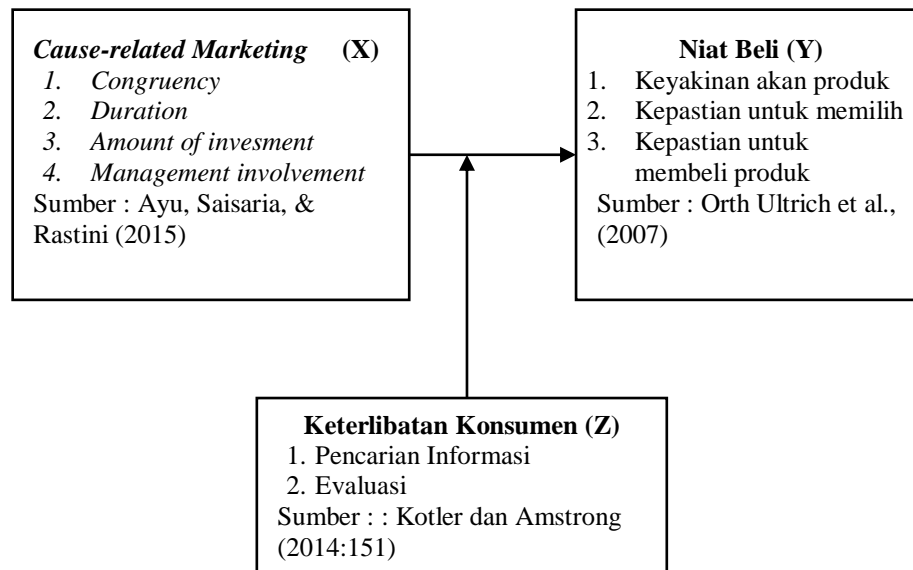 Cause-related Marketing (X)
1. Congruency
2. Duration
3. Amount of invesment
4. Management involvement
Sumber : Ayu, Saisaria, &
Rastini (2015)
Niat Beli (Y)
1. Keyakinan akan produk
2. Kepastian untuk memilih
3. Kepastian untuk
membeli produk
Sumber : Orth Ultrich et al.,
(2007)
Keterlibatan Konsumen (Z)
1. Pencarian Informasi
2. Evaluasi
Sumber : : Kotler dan Amstrong
(2014:151)